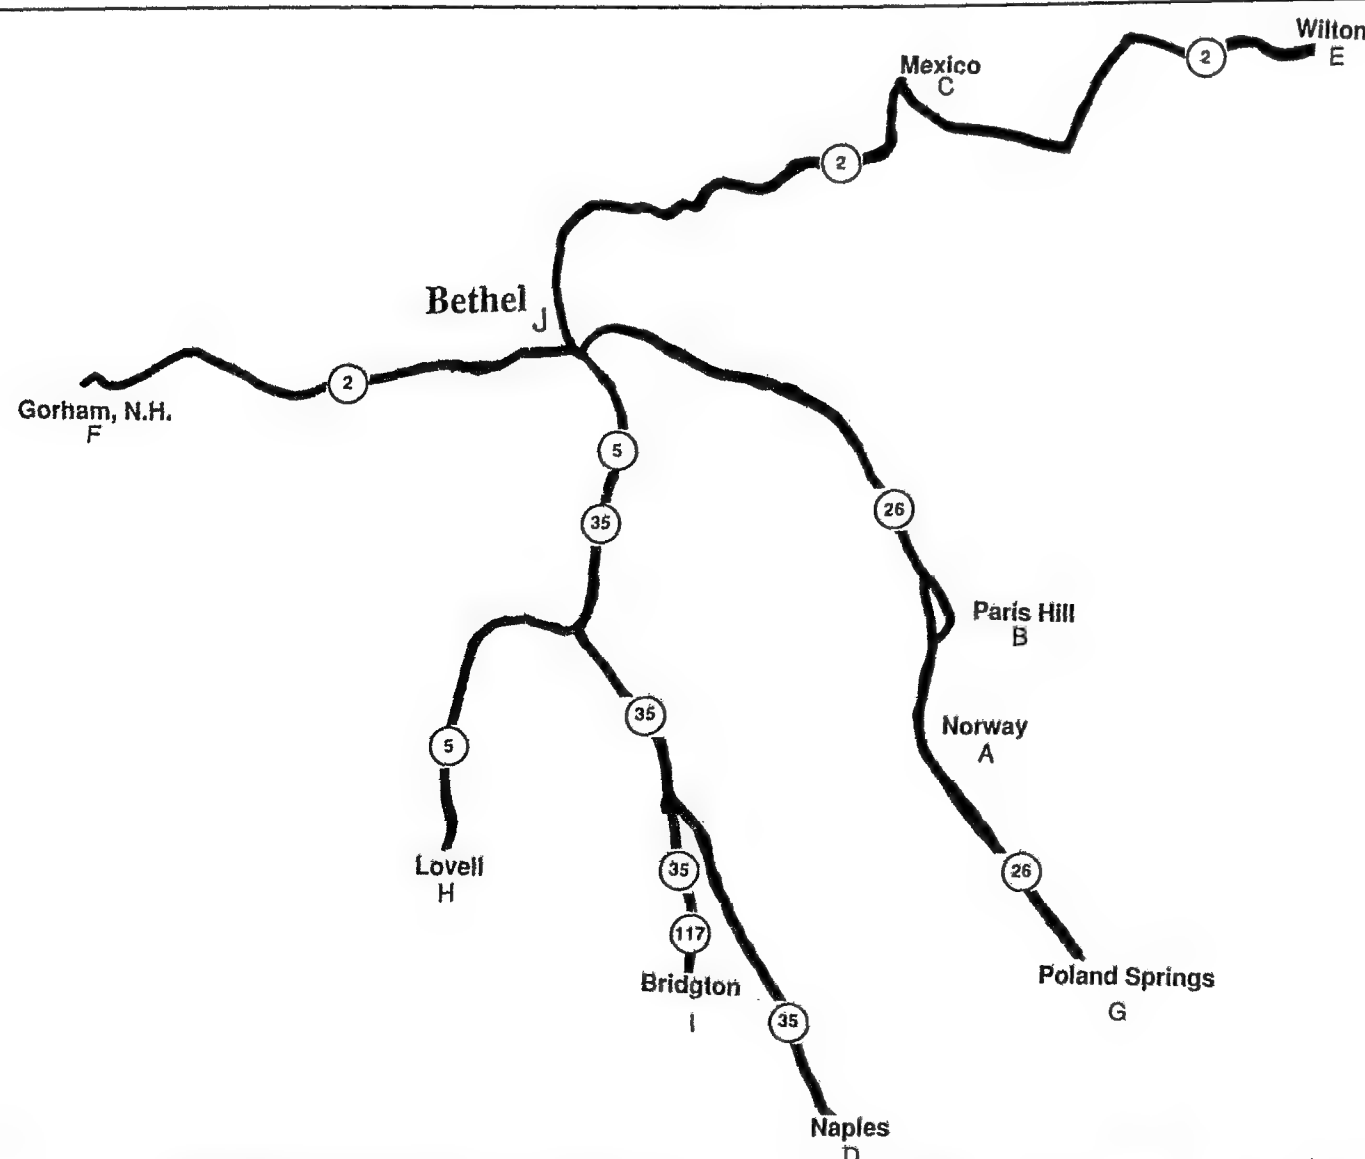 Wilton
E
2
Mexico
C
2
Bethel
J
2
Gorham, N.H.
F
5
35
26
Paris Hill
B
35
Norway
A
5
Lovell
H
35
26
117
Bridgton
I
Poland Springs
G
35
Naples
D